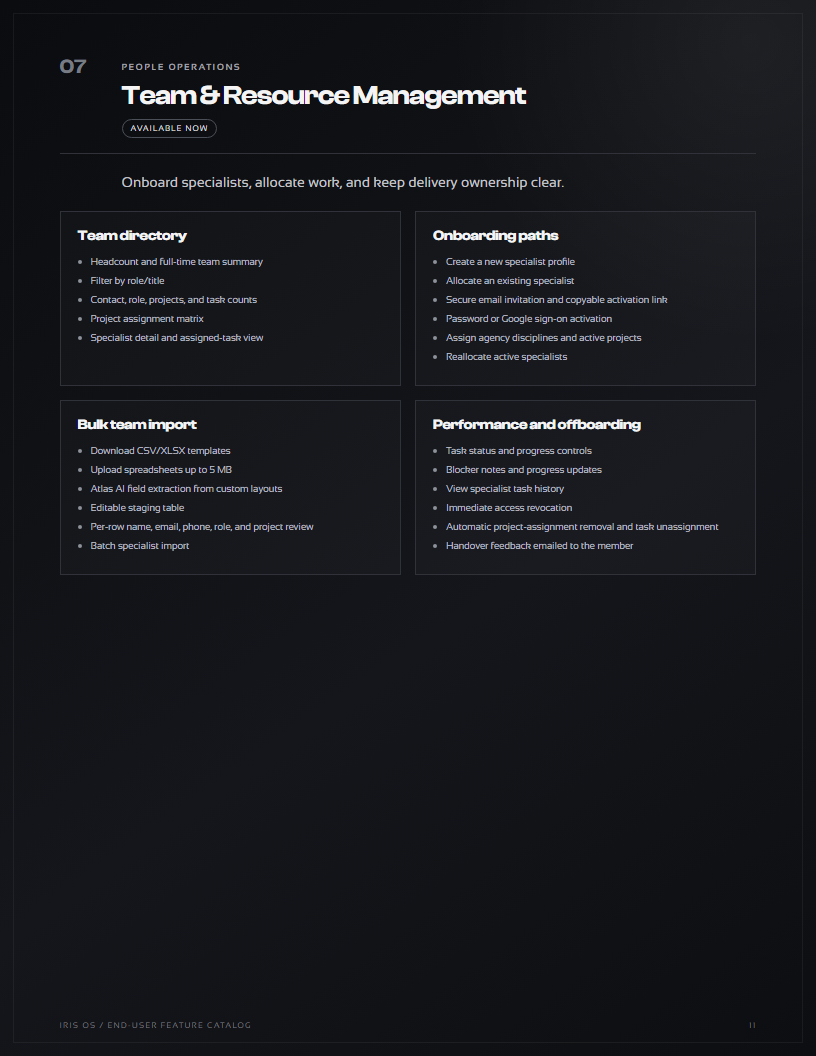 07
PEOPLE OPERATIONS
Team & Resource Management
AVAILABLE NOW
Onboard specialists, allocate work, and keep delivery ownership clear.
Team directory
Headcount and full-time team summary
Filter by role/title
Contact, role, projects, and task counts
Project assignment matrix
Specialist detail and assigned-task view
Onboarding paths
Create a new specialist profile
Allocate an existing specialist
Secure email invitation and copyable activation link
Password or Google sign-on activation
Assign agency disciplines and active projects
Reallocate active specialists
Bulk team import
Download CSV/XLSX templates
Upload spreadsheets up to 5 MB
Atlas AI field extraction from custom layouts
Editable staging table
Per-row name, email, phone, role, and project review
Batch specialist import
Performance and offboarding
Task status and progress controls
Blocker notes and progress updates
View specialist task history
Immediate access revocation
Automatic project-assignment removal and task unassignment
Handover feedback emailed to the member
IRIS OS / END-USER FEATURE CATALOG
11